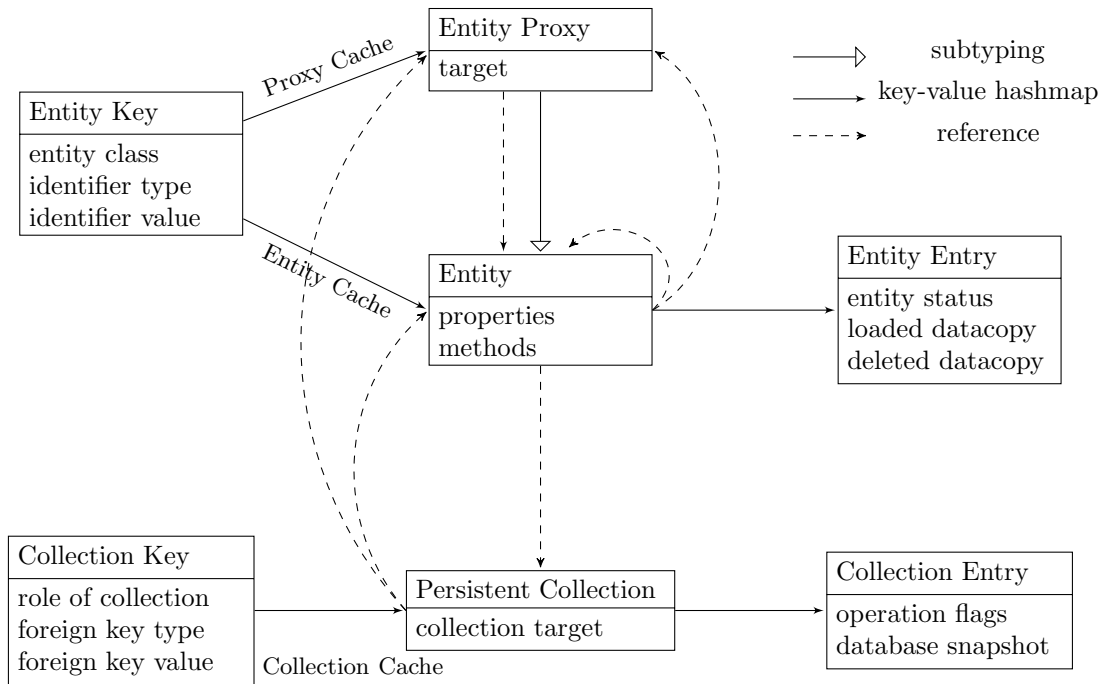 Entity Proxy
target
Proxy Cache
subtyping
key-value hashmap
reference
Entity Key
entity class
identifier type
identifier value
Entity Cache
Entity
properties
methods
Entity Entry
entity status
loaded datacopy
deleted datacopy
Collection Key
role of collection
foreign key type
foreign key value
Collection Cache
Persistent Collection
collection target
Collection Entry
operation flags
database snapshot